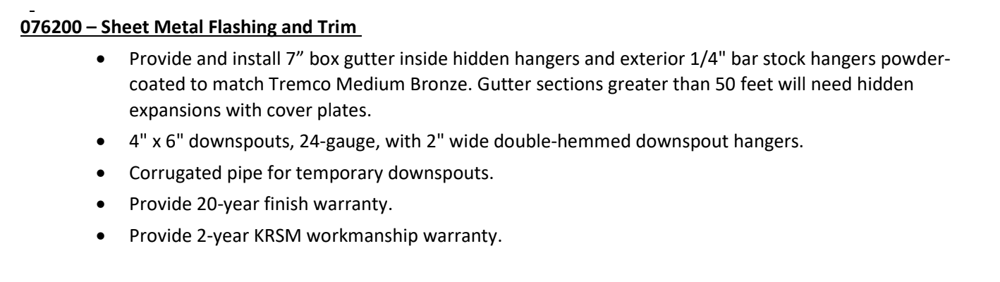 076200 – Sheet Metal Flashing and Trim
• Provide and install 7” box gutter inside hidden hangers and exterior 1/4" bar stock hangers powder-
coated to match Tremco Medium Bronze. Gutter sections greater than 50 feet will need hidden
expansions with cover plates.
• 4" x 6" downspouts, 24-gauge, with 2" wide double-hemmed downspout hangers.
• Corrugated pipe for temporary downspouts.
• Provide 20-year finish warranty.
• Provide 2-year KRSM workmanship warranty.